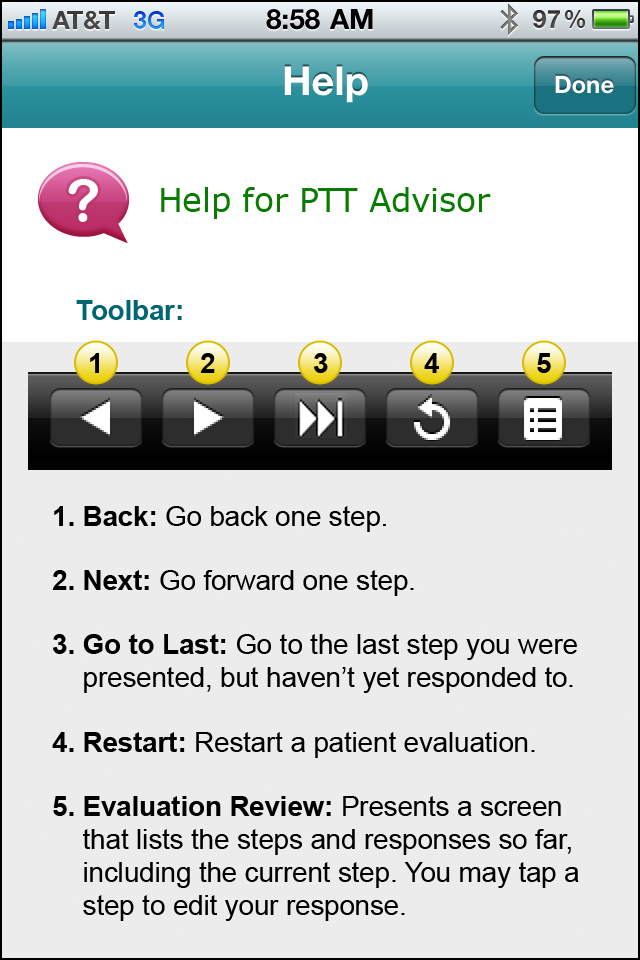 AT&T 3G 8:58 AM 97%
Help
Done
?
Help for PTT Advisor
Toolbar:
1 2 3 4 5
1. Back: Go back one step.
2. Next: Go forward one step.
3. Go to Last: Go to the last step you were
presented, but haven’t yet responded to.
4. Restart: Restart a patient evaluation.
5. Evaluation Review: Presents a screen
that lists the steps and responses so far,
including the current step. You may tap a
step to edit your response.